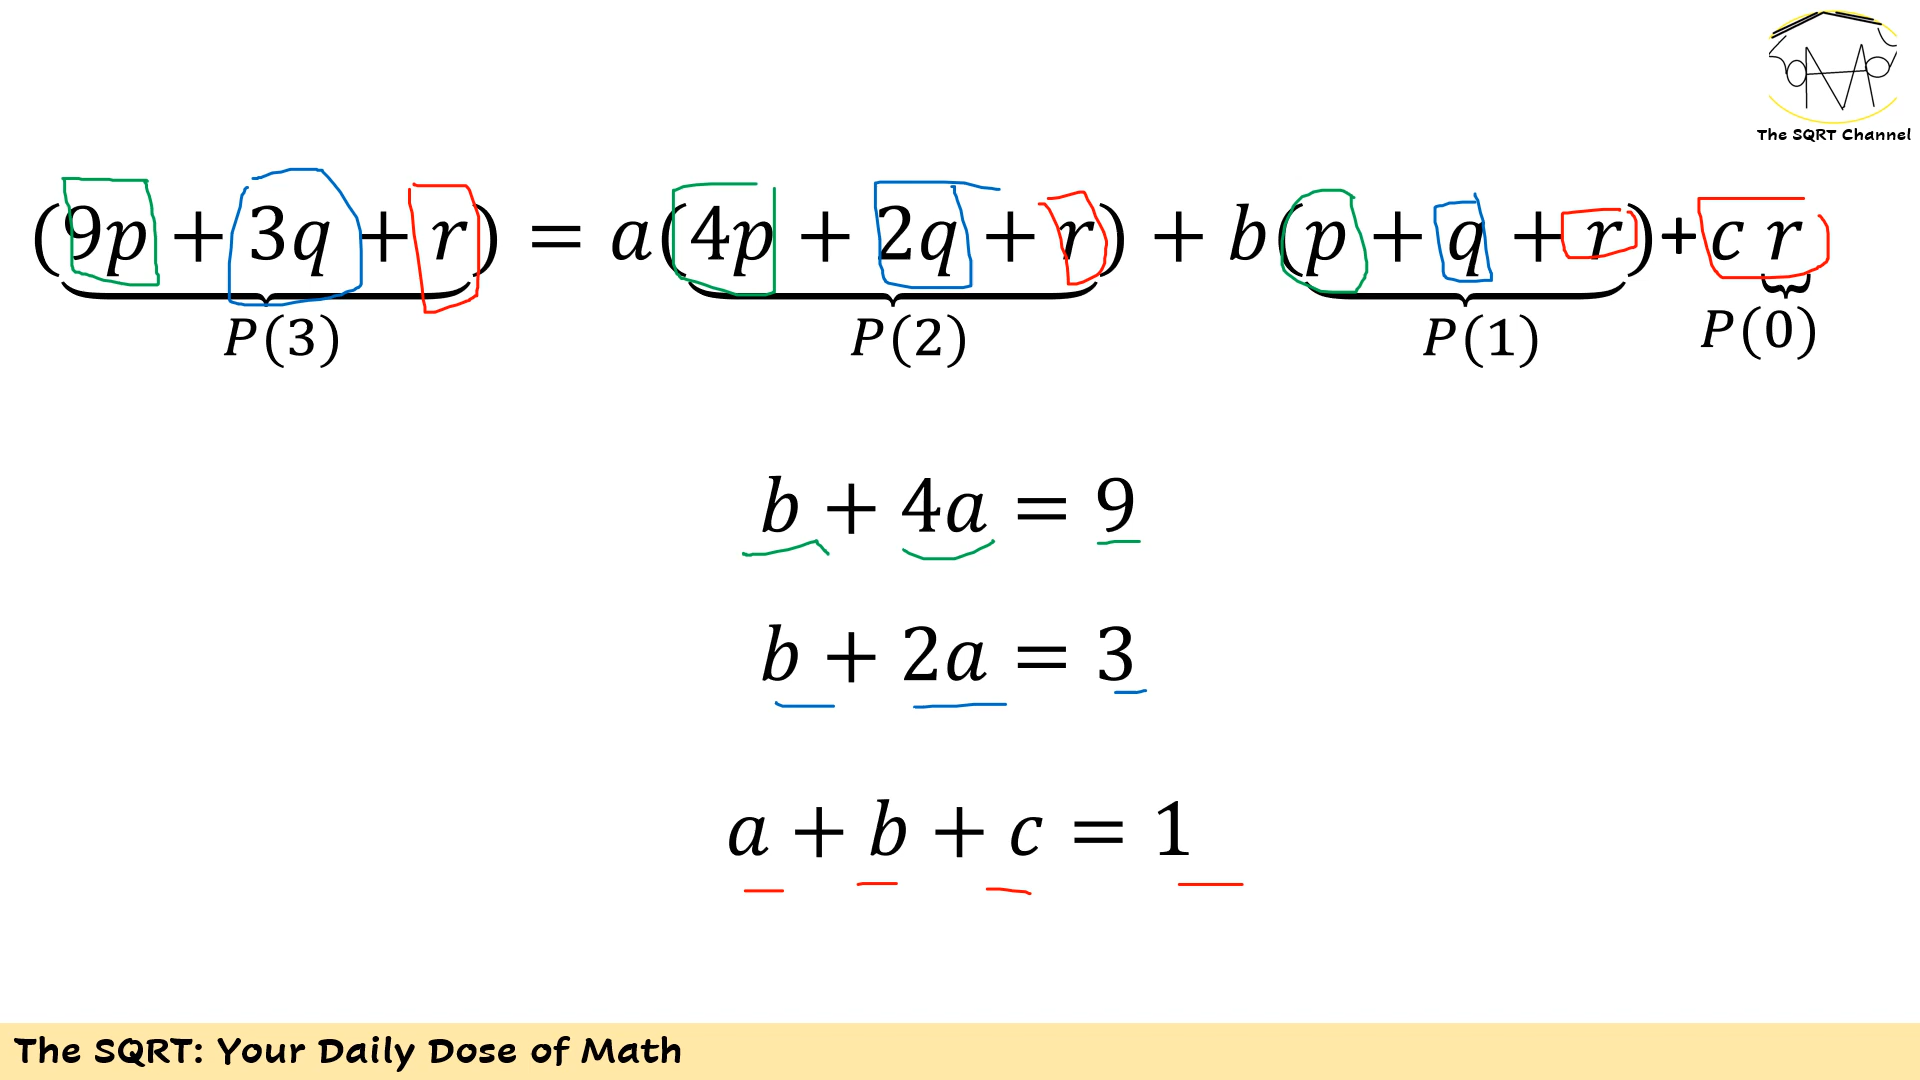 The SQRT Channel
(9p + 3q + r) = a(4p + 2q + r) + b(p + q + r)+c r
P(3) P(2) P(1) P(0)
b + 4a = 9
b + 2a = 3
a + b + c = 1
The SQRT: Your Daily Dose of Math